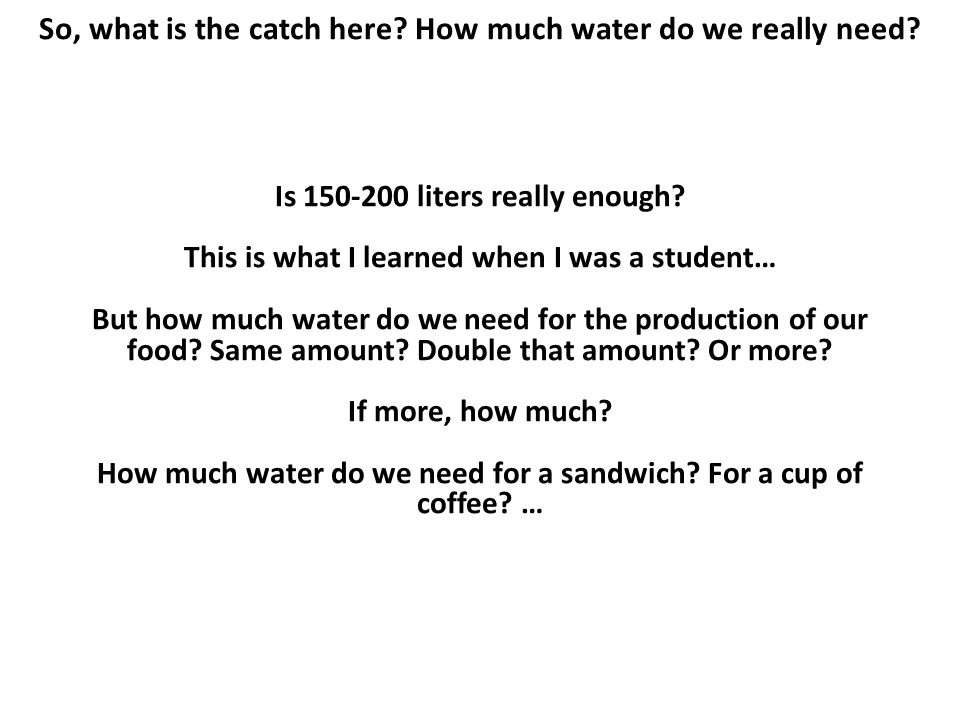 So, what is the catch here? How much water do we really need?
Is 150-200 liters really enough?
This is what I learned when I was a student…
But how much water do we need for the production of our
food? Same amount? Double that amount? Or more?
If more, how much?
How much water do we need for a sandwich? For a cup of
coffee? …